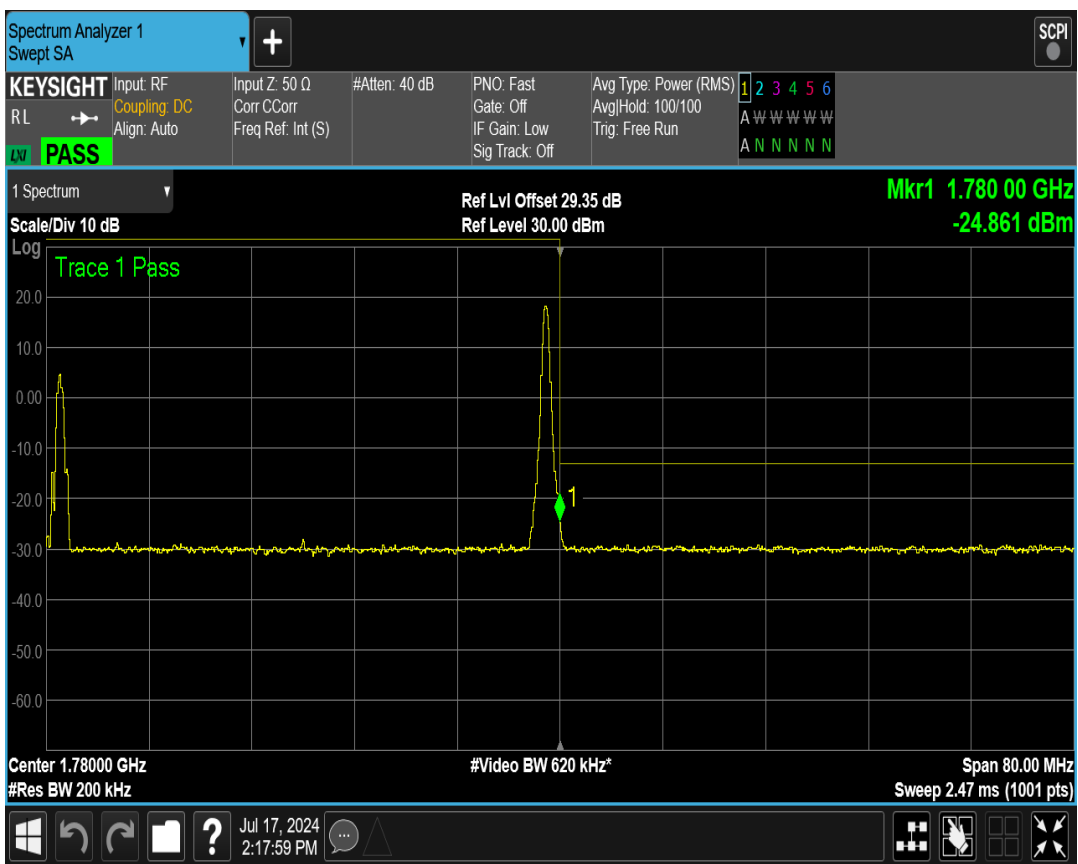 Spectrum Analyzer 1
Swept SA
+
SCPI
KEYSIGHT
RL
LXI PASS
Input: RF
Coupling: DC
Align: Auto
Input Z: 50 Ω
Corr CCorr
Freq Ref: Int (S)
#Atten: 40 dB
PNO: Fast
Gate: Off
IF Gain: Low
Sig Track: Off
Avg Type: Power (RMS)
Avg|Hold: 100/100
Trig: Free Run
1 2 3 4 5 6
A W W W W W
A N N N N N
1 Spectrum
Scale/Div 10 dB
Ref Lvl Offset 29.35 dB
Ref Level 30.00 dBm
Mkr1 1.780 00 GHz
-24.861 dBm
Log
Trace 1 Pass
20.0
10.0
0.00
-10.0
-20.0
1
-30.0
-40.0
-50.0
-60.0
Center 1.78000 GHz
#Res BW 200 kHz
#Video BW 620 kHz*
Span 80.00 MHz
Sweep 2.47 ms (1001 pts)
?
Jul 17, 2024
2:17:59 PM